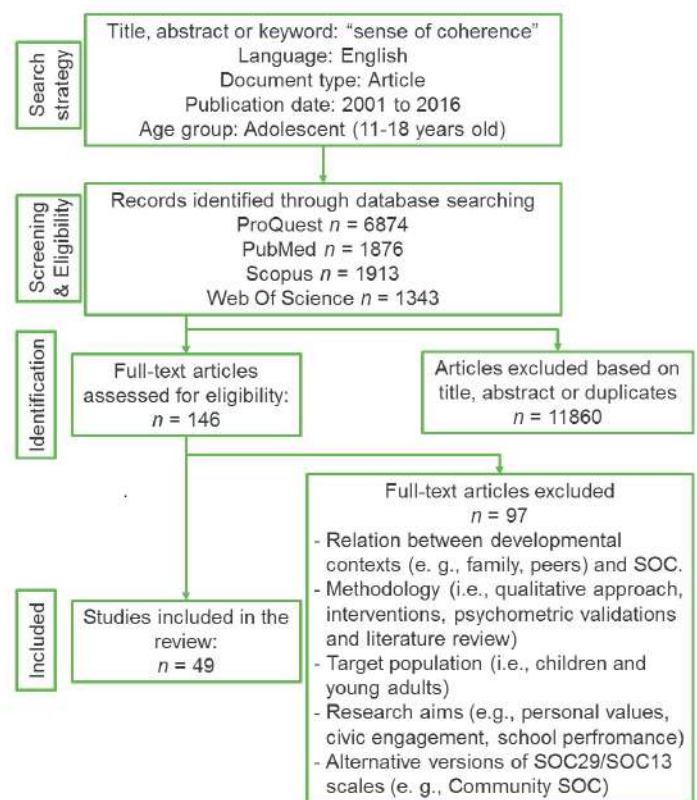 Search
strategy
Title, abstract or keyword: “sense of coherence”
Language: English
Document type: Article
Publication date: 2001 to 2016
Age group: Adolescent (11-18 years old)
Screening
& Eligibility
Records identified through database searching
ProQuest n = 6874
PubMed n = 1876
Scopus n = 1913
Web Of Science n = 1343
Identification
Full-text articles
assessed for eligibility:
n = 146
Articles excluded based on
title, abstract or duplicates
n = 11860
Included
Studies included in the
review:
n = 49
Full-text articles excluded
n = 97
- Relation between developmental
contexts (e. g., family, peers) and SOC.
- Methodology (i.e., qualitative approach,
interventions, psychometric validations
and literature review)
- Target population (i.e., children and
young adults)
- Research aims (e.g., personal values,
civic engagement, school perfromance)
- Alternative versions of SOC29/SOC13
scales (e. g., Community SOC)